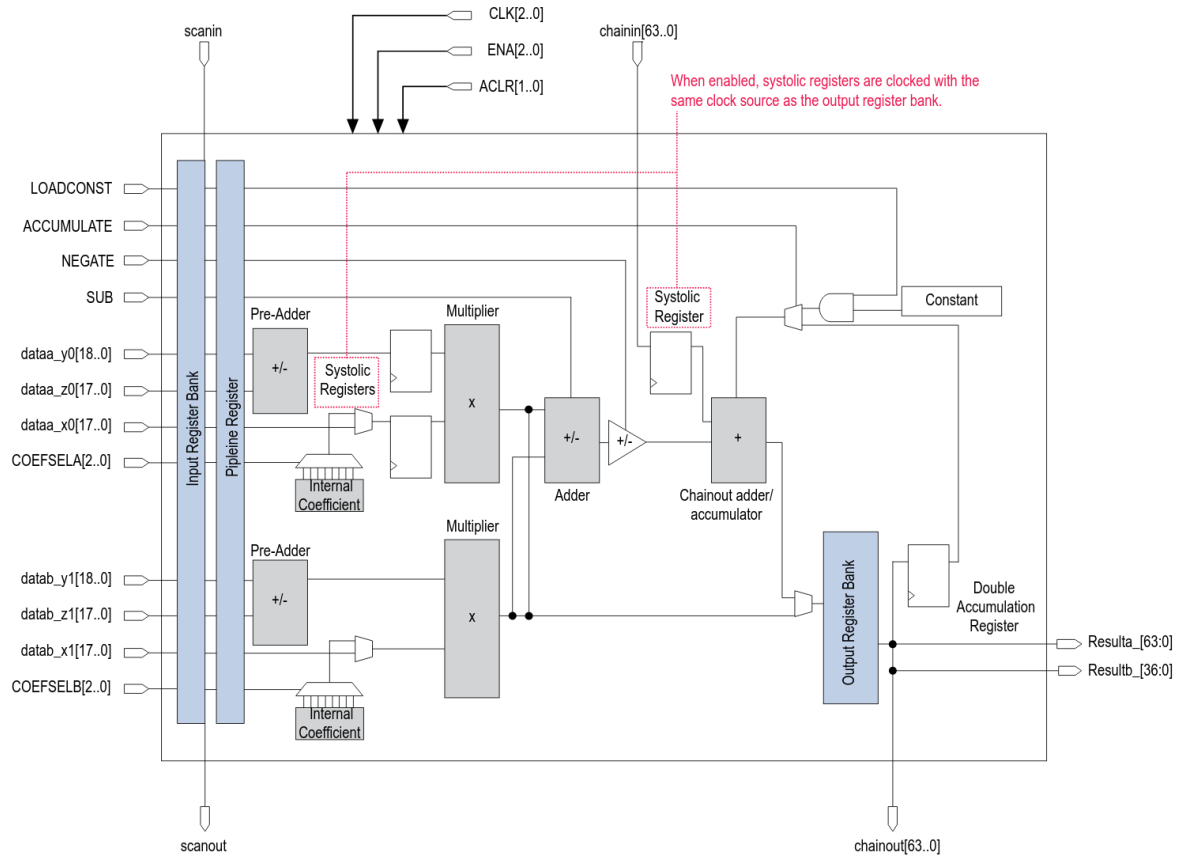 CLK[2..0]
scanin
chainin[63..0]
ENA[2..0]
When enabled, systolic registers are clocked with the
same clock source as the output register bank.
ACLR[1..0]
LOADCONST
ACCUMULATE
NEGATE
SUB
Systolic
Register
Constant
Pre-Adder
Multiplier
dataa_y0[18..0]
+/-
Systolic
Registers
dataa_z0[17..0]
x
dataa_x0[17..0]
+/-
+/-
+
COEFSELA[2..0]
Input Register Bank
Pipleine Register
Internal
Coefficient
Adder
Chainout adder/
accumulator
Multiplier
Pre-Adder
datab_y1[18..0]
+/-
datab_z1[17..0]
x
Output Register Bank
Double
Accumulation
Register
datab_x1[17..0]
Resulta_[63:0]
Resultb_[36:0]
COEFSELB[2..0]
Internal
Coefficient
scanout
chainout[63..0]